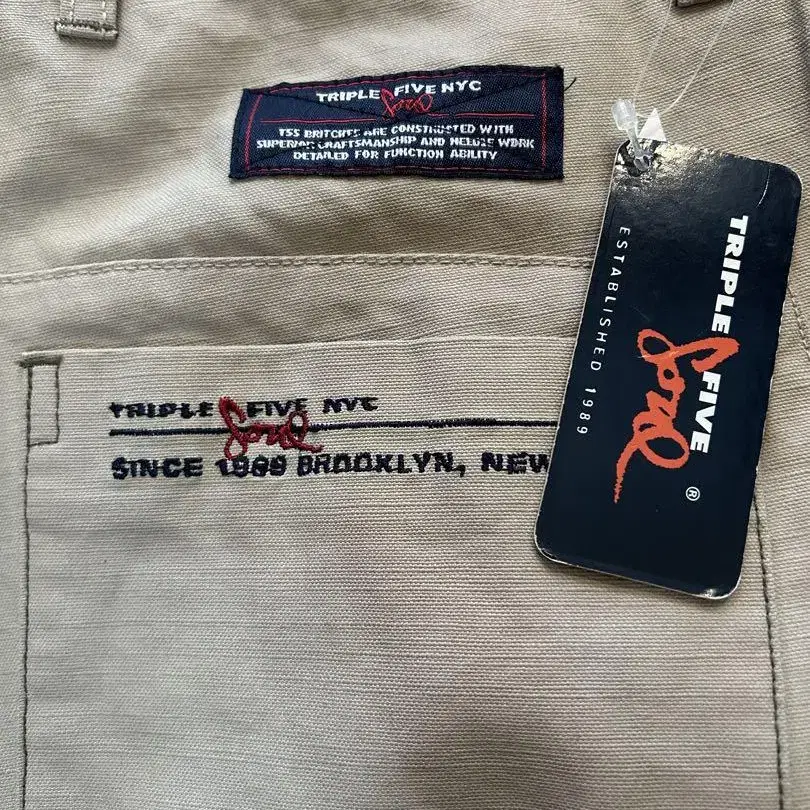 TRIPLE FIVE NYC
Soul
TSS BRITCHES ARE CONSTRUCTED WITH
SUPERIOR CRAFTSMANSHIP AND NEEDLE WORK
DETAILED FOR FUNCTION ABILITY
TRIPLE FIVE NYC
Soul
SINCE 1989 BROOKLYN, NEW
TRIPLE FIVE
Soul
®
ESTABLISHED 1989